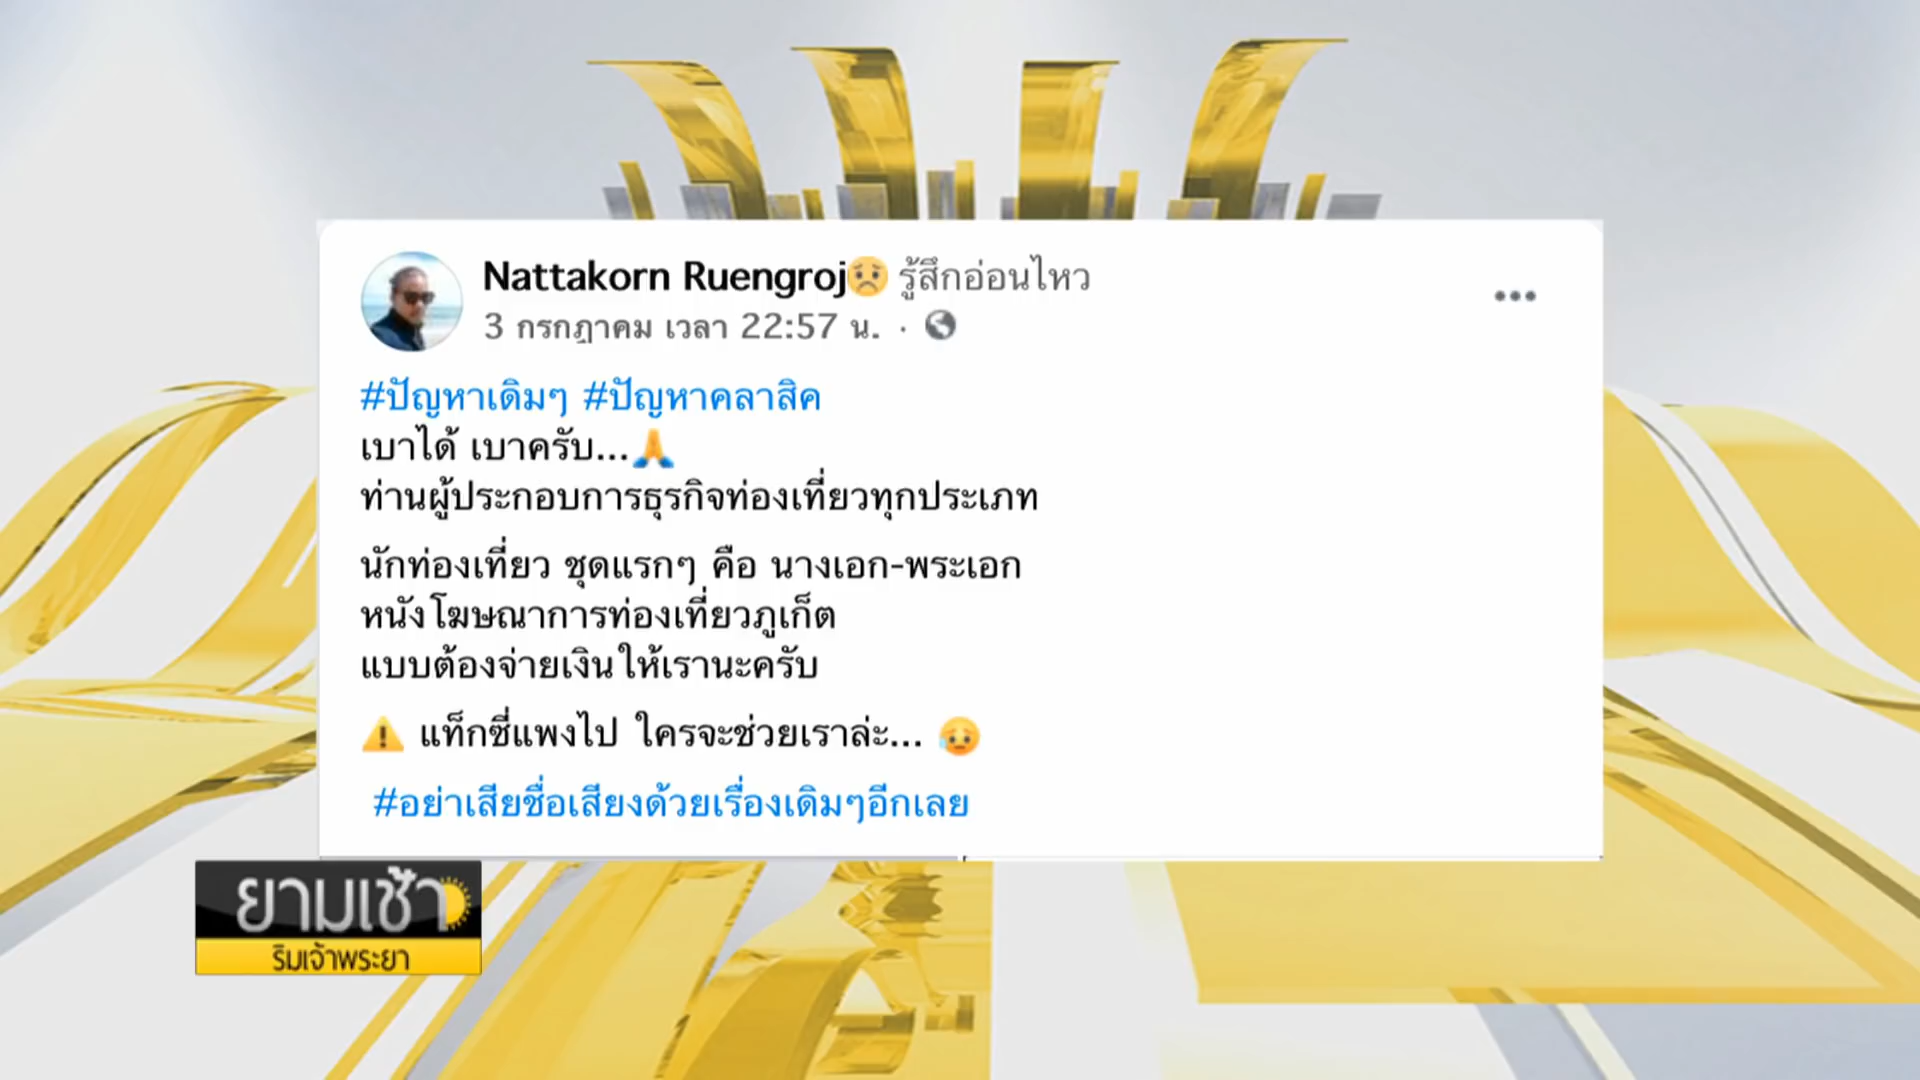 Nattakorn Ruengroj😟 รู้สึกอ่อนไหว
3 กรกฎาคม เวลา 22:57 น. ·
#ปัญหาเดิมๆ #ปัญหาคลาสิค
เบาได้ เบาครับ...🙏
ท่านผู้ประกอบการธุรกิจท่องเที่ยวทุกประเภท
นักท่องเที่ยว ชุดแรกๆ คือ นางเอก-พระเอก
หนังโฆษณาการท่องเที่ยวภูเก็ต
แบบต้องจ่ายเงินให้เรานะครับ
⚠️ แท็กซี่แพงไป ใครจะช่วยเราล่ะ... 😥
#อย่าเสียชื่อเสียงด้วยเรื่องเดิมๆอีกเลย
ยามเช้า
ริมเจ้าพระยา